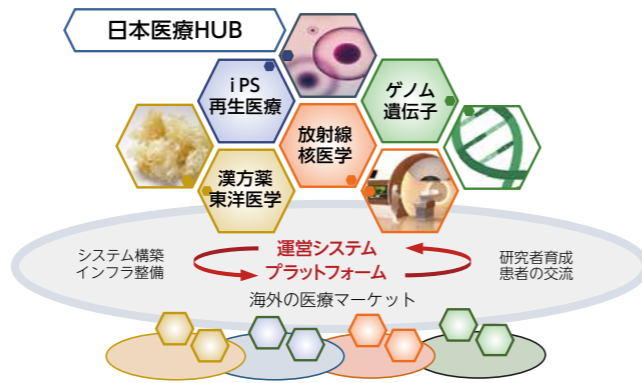 日本医療HUB
iPS
再生医療
ゲノム
遺伝子
放射線
核医学
漢方薬
東洋医学
システム構築
インフラ整備
運営システム
プラットフォーム
研究者育成
患者の交流
海外の医療マーケット